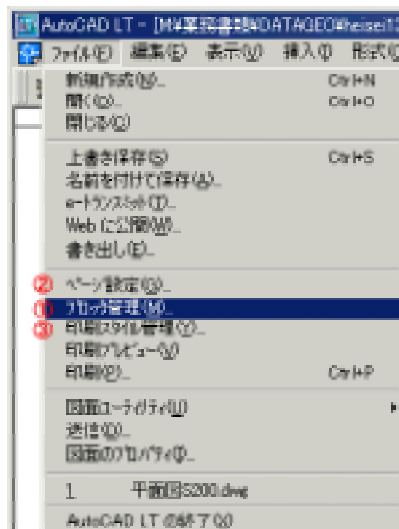 AutoCAD LT - [M:¥業務書類¥DATAGEO¥heisei1
ファイル(F) 編集(E) 表示(V) 挿入(I) 形式(O)
新規作成(N)... Ctrl+N
開く(O)... Ctrl+O
閉じる(C)
上書き保存(S) Ctrl+S
名前を付けて保存(A)...
e-トランスミット(T)...
Web に公開(W)...
書き出し(E)...
② ページ設定(G)...
① プロッタ管理(M)...
③ 印刷スタイル管理(Y)...
印刷プレビュー(V)
印刷(P)... Ctrl+P
図面ユーティリティ(U)
送信(D)...
図面のプロパティ(I)...
1 平面図S200.dwg
AutoCAD LT の終了(X)